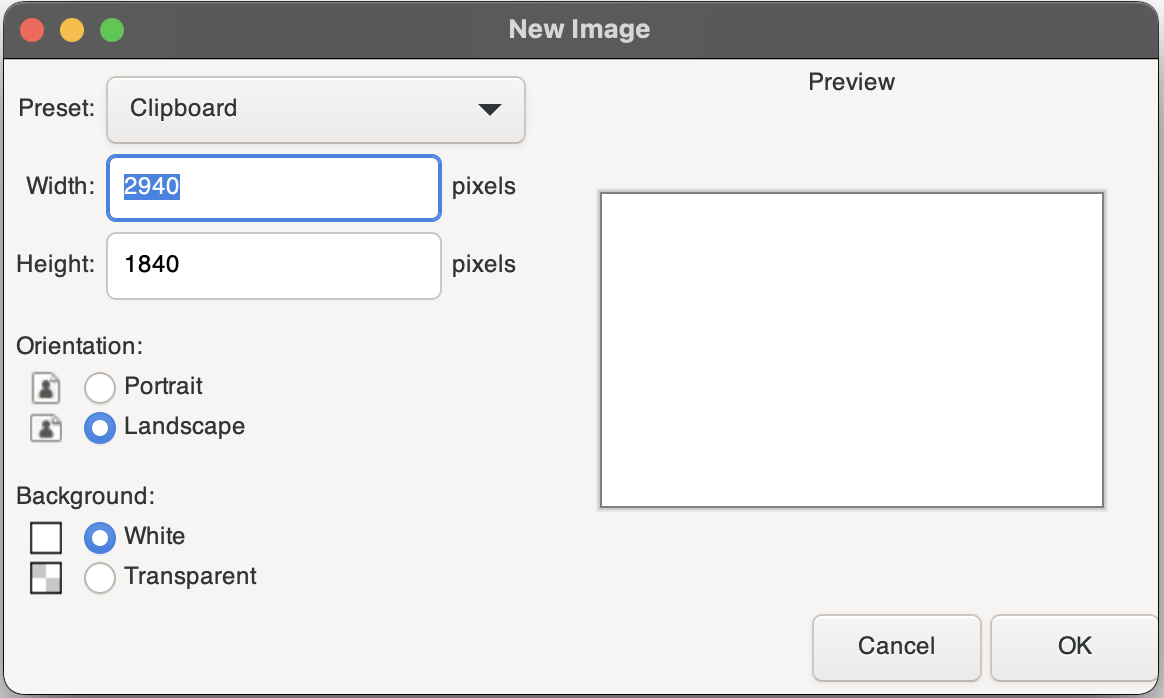 New Image
Preset: Clipboard
Preview
Width: 2940 pixels
Height: 1840 pixels
Orientation:
Portrait
Landscape
Background:
White
Transparent
Cancel OK